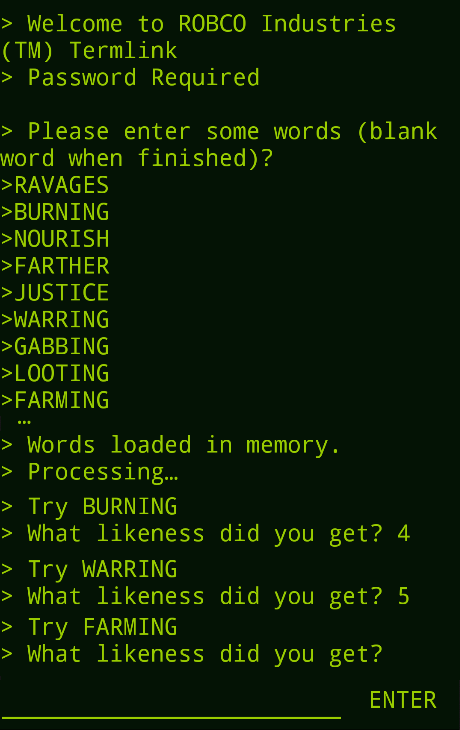 > Welcome to ROBCO Industries
(TM) Termlink
> Password Required
> Please enter some words (blank
word when finished)?
>RAVAGES
>BURNING
>NOURISH
>FARTHER
>JUSTICE
>WARRING
>GABBING
>LOOTING
>FARMING
…
> Words loaded in memory.
> Processing…
> Try BURNING
> What likeness did you get? 4
> Try WARRING
> What likeness did you get? 5
> Try FARMING
> What likeness did you get?
ENTER